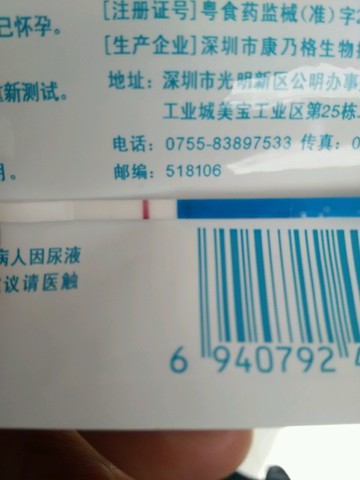 已怀孕。
[注册证号]粤食药监械(准)字
[生产企业]深圳市康乃格生物
重新测试。
地址：深圳市光明新区公明办事
工业城美宝工业区第25栋
电话：0755-83897533 传真：0
邮编：518106
病人因尿液
建议请医触
6 940792 4